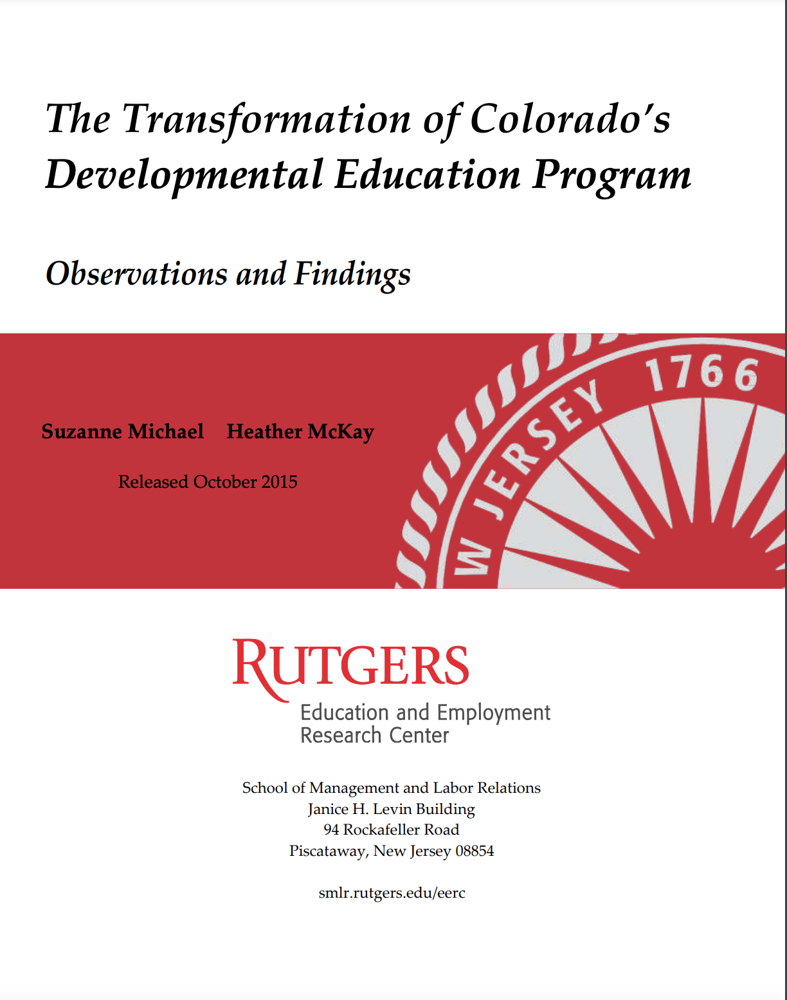 The Transformation of Colorado’s
Developmental Education Program
Observations and Findings
W JERSEY 1766
Suzanne Michael Heather McKay
Released October 2015
RUTGERS
Education and Employment
Research Center
School of Management and Labor Relations
Janice H. Levin Building
94 Rockafeller Road
Piscataway, New Jersey 08854
smlr.rutgers.edu/eerc